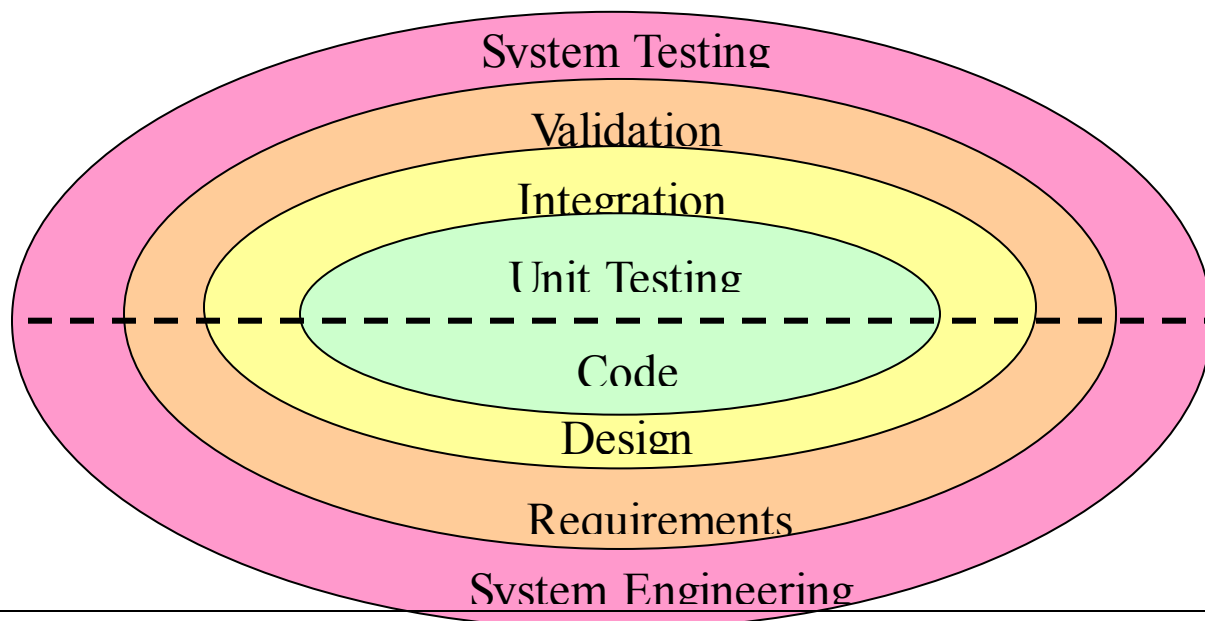 System Testing
Validation
Integration
Unit Testing
Code
Design
Requirements
System Engineering